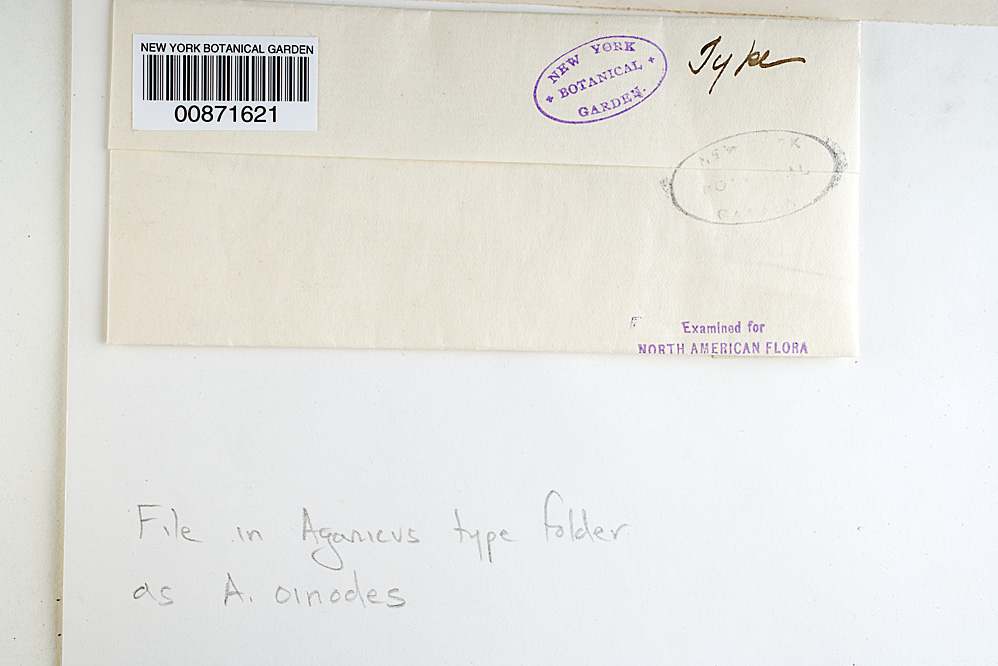 NEW YORK BOTANICAL GARDEN
00871621
NEW YORK
BOTANICAL
GARDEN.
Type
NEW
Examined for
NORTH AMERICAN FLORA
File in Agaricus type folder
as A. oinodes